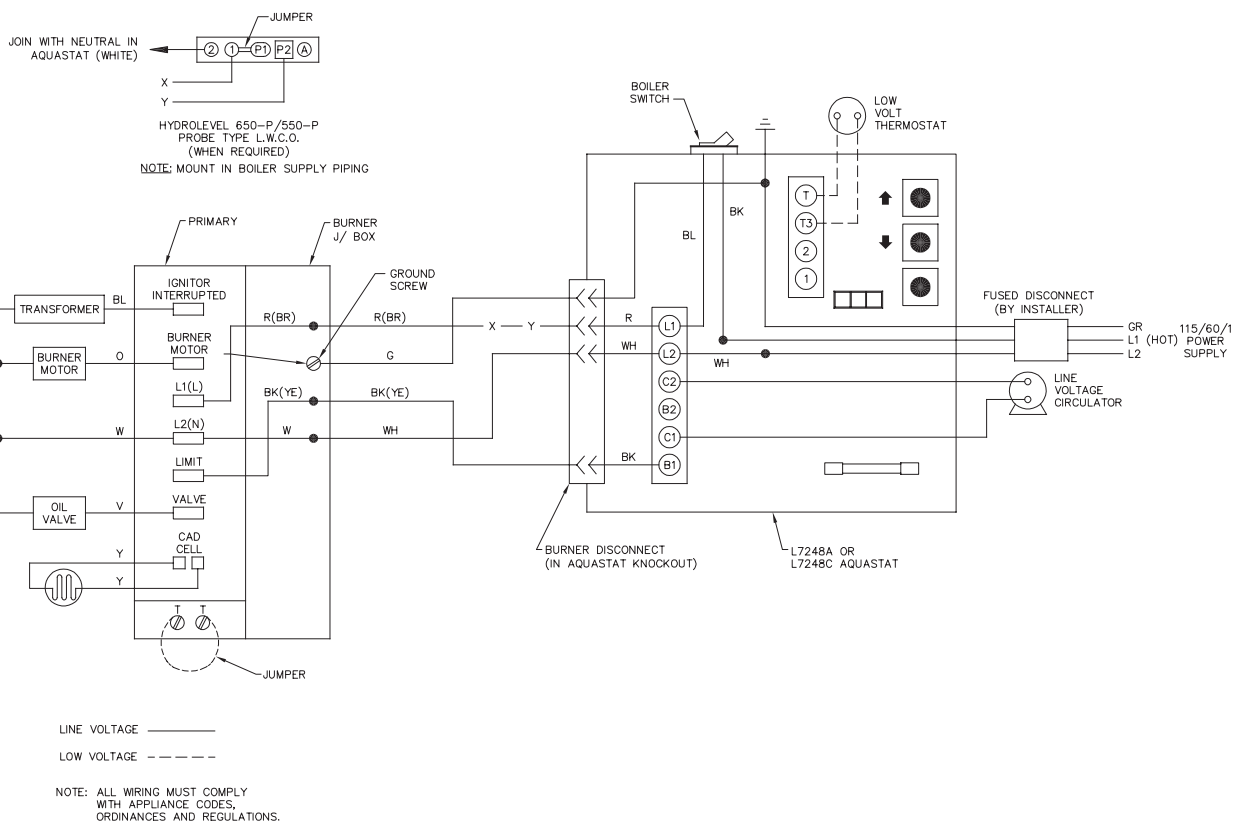 JUMPER
JOIN WITH NEUTRAL IN
AQUASTAT (WHITE)
2 1 P1 P2 A
X
Y
HYDROLEVEL 650-P/550-P
PROBE TYPE L.W.C.O.
(WHEN REQUIRED)
NOTE: MOUNT IN BOILER SUPPLY PIPING
BOILER
SWITCH
LOW
VOLT
THERMOSTAT
T
T3
2
1
BK
BL
PRIMARY
BURNER
J/ BOX
GROUND
SCREW
IGNITOR
INTERRUPTED
TRANSFORMER
BL
R(BR)
R(BR)
X
Y
R
L1
BURNER
MOTOR
BURNER
MOTOR
O
G
WH
L2
WH
L1(L)
BK(YE)
BK(YE)
C2
B2
L2(N)
W
W
WH
C1
LIMIT
BK
B1
VALVE
OIL
VALVE
V
CAD
CELL
Y
Y
T T
JUMPER
FUSED DISCONNECT
(BY INSTALLER)
GR
L1 (HOT)
L2
115/60/1
POWER
SUPPLY
LINE
VOLTAGE
CIRCULATOR
BURNER DISCONNECT
(IN AQUASTAT KNOCKOUT)
L7248A OR
L7248C AQUASTAT
LINE VOLTAGE
LOW VOLTAGE
NOTE: ALL WIRING MUST COMPLY
WITH APPLIANCE CODES,
ORDINANCES AND REGULATIONS.